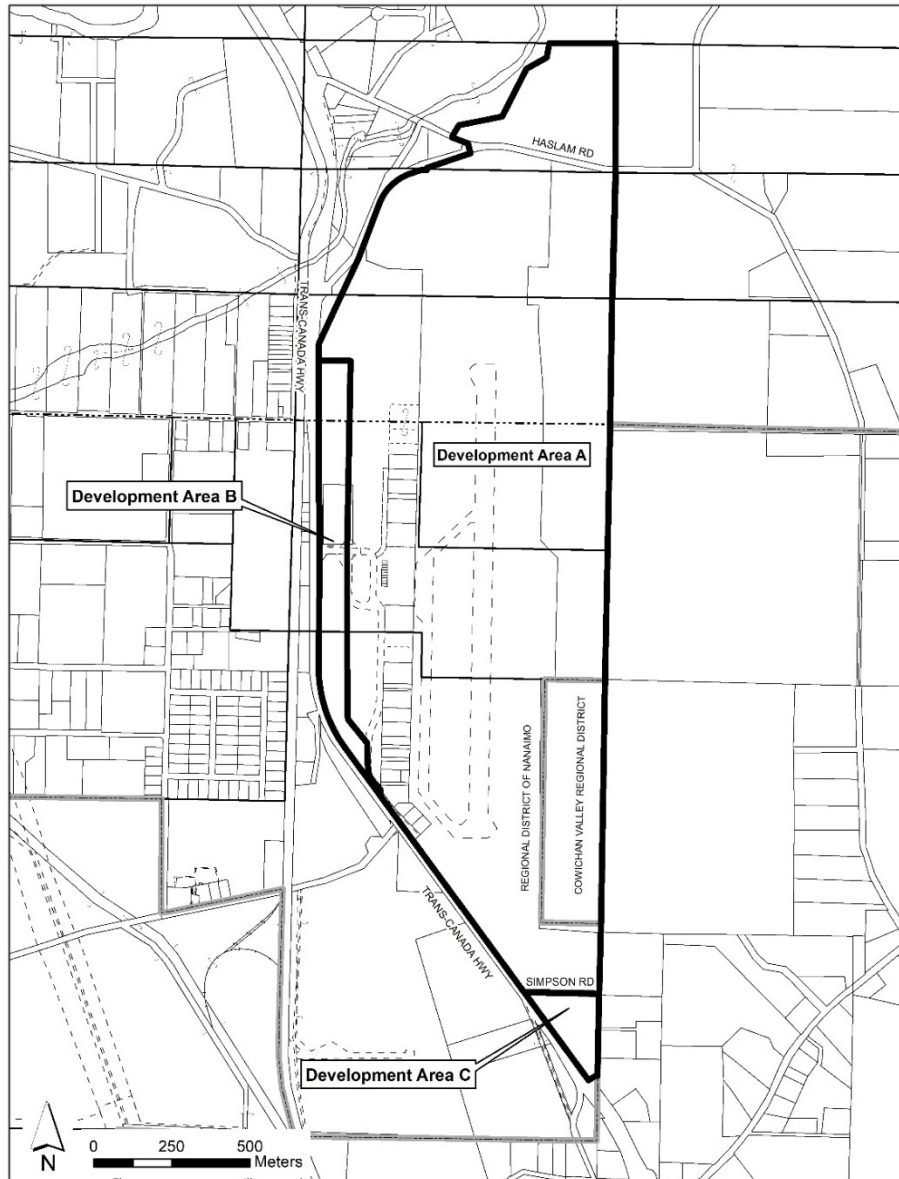 HASLAM RD
TRANS-CANADA HWY
Development Area A
Development Area B
REGIONAL DISTRICT OF NANAIMO
COWICHAN VALLEY REGIONAL DISTRICT
TRANS-CANADA HWY
SIMPSON RD
Development Area C
N
0 250 500
Meters